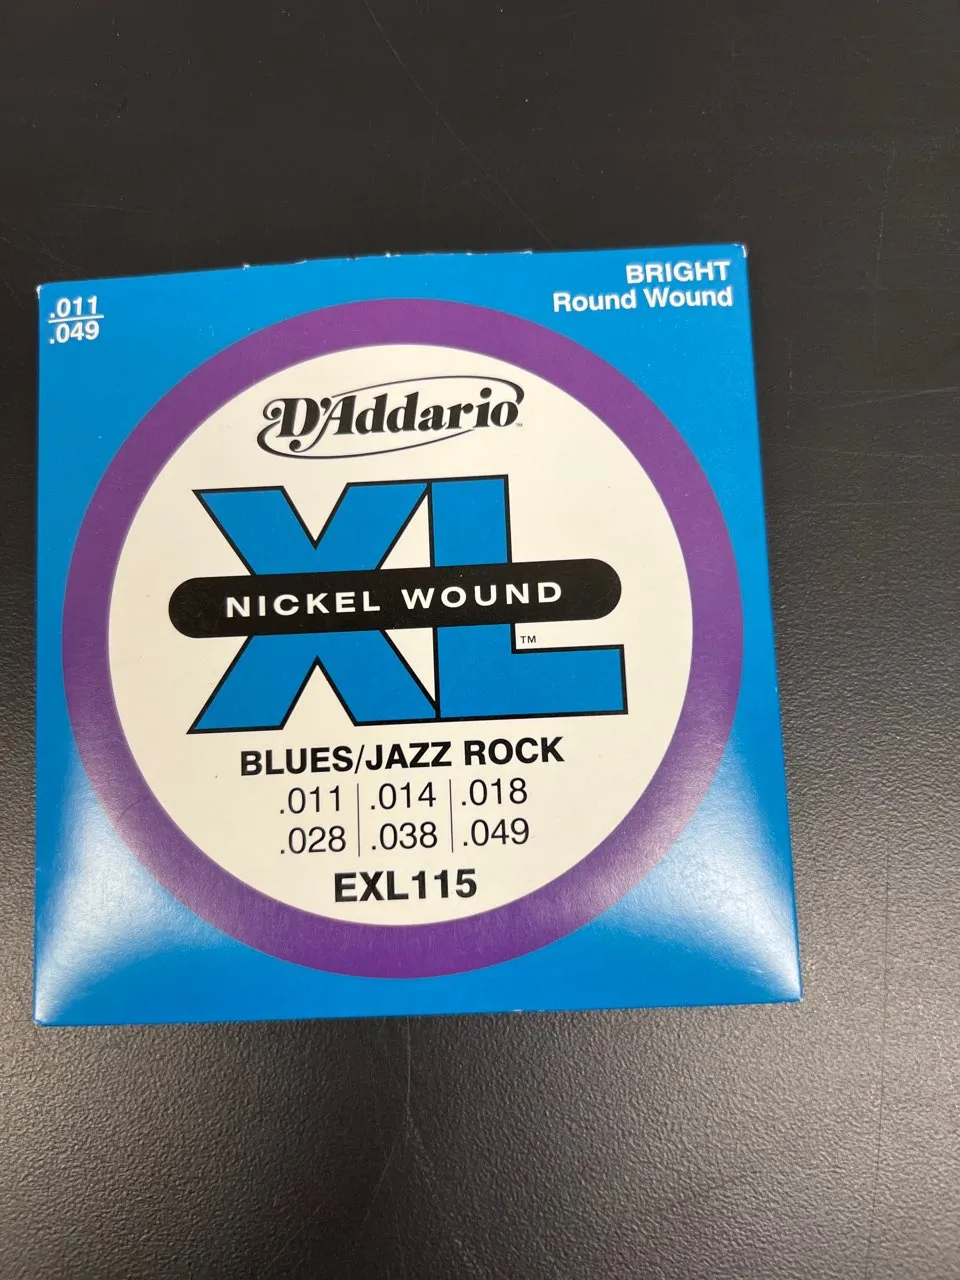 .011
.049
BRIGHT
Round Wound
D'Addario™
XL
NICKEL WOUND
™
BLUES/JAZZ ROCK
.011 .014 .018
.028 .038 .049
EXL115